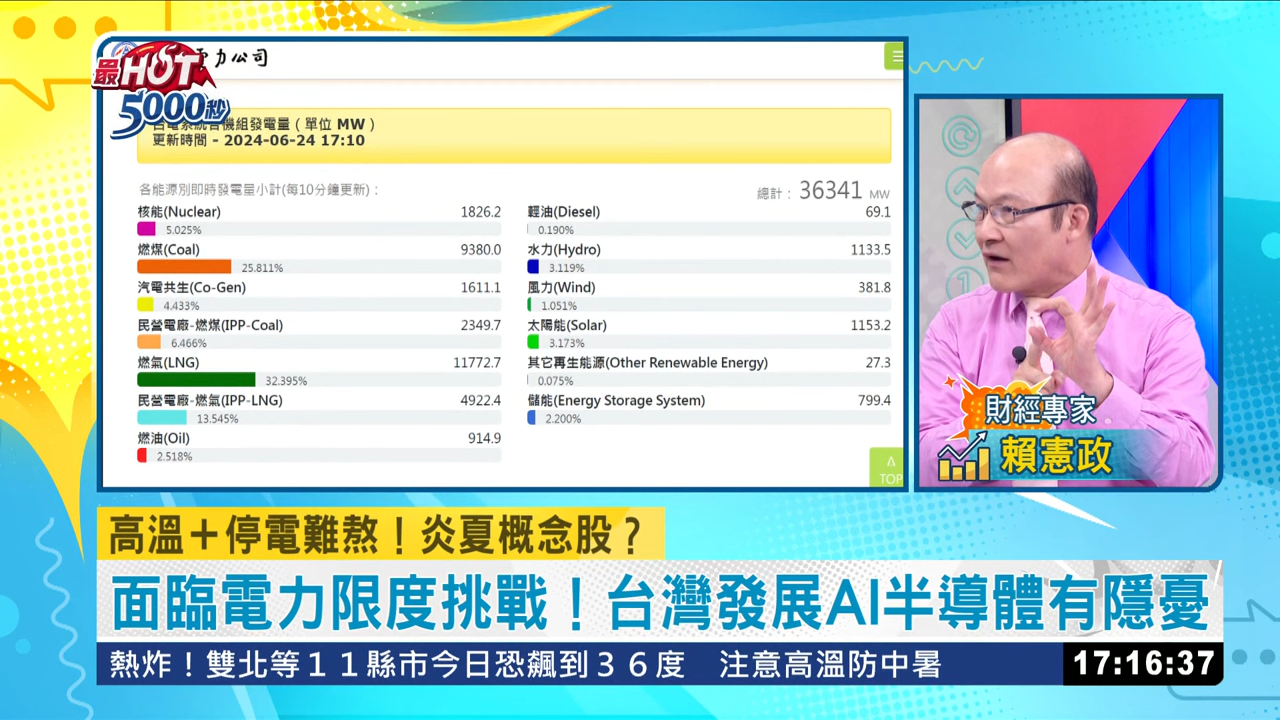 最HOT
5000秒
力公司
各機組發電量（單位 MW）
更新時間 - 2024-06-24 17:10
各能源別即時發電量小計(每10分鐘更新)：
總計： 36341 MW
核能(Nuclear) 1826.2
5.025%
燃煤(Coal) 9380.0
25.811%
汽電共生(Co-Gen) 1611.1
4.433%
民營電廠-燃煤(IPP-Coal) 2349.7
6.466%
燃氣(LNG) 11772.7
32.395%
民營電廠-燃氣(IPP-LNG) 4922.4
13.545%
燃油(Oil) 914.9
2.518%
輕油(Diesel) 69.1
0.190%
水力(Hydro) 1133.5
3.119%
風力(Wind) 381.8
1.051%
太陽能(Solar) 1153.2
3.173%
其它再生能源(Other Renewable Energy) 27.3
0.075%
儲能(Energy Storage System) 799.4
2.200%
TOP
財經專家
賴憲政
高溫＋停電難熬！炎夏概念股？
面臨電力限度挑戰！台灣發展AI半導體有隱憂
熱炸！雙北等１１縣市今日恐飆到３６度　注意高溫防中暑
17:16:37